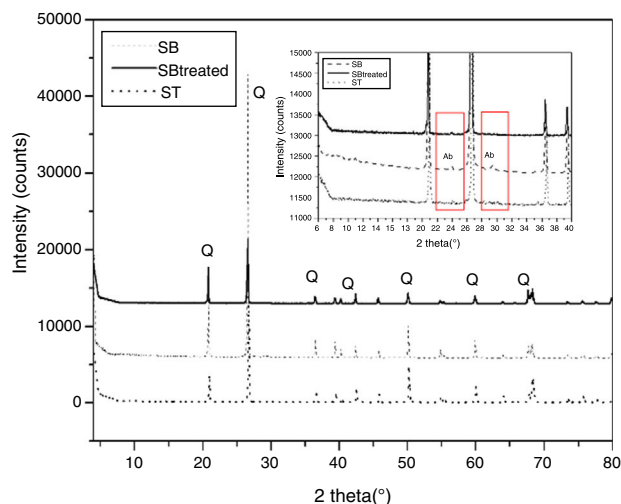 50000
40000
30000
20000
10000
0
Intensity (counts)
SB
SBtreated
ST
Q
Q
Q
Q
Q
Q
Q
10 20 30 40 50 60 70 80
2 theta(°)
15000
14500
14000
13500
13000
12500
12000
11500
11000
Intensity (counts)
SB
SBtreated
ST
Ab
Ab
6 8 10 12 14 16 18 20 22 24 26 28 30 32 34 36 38 40
2 theta(°)